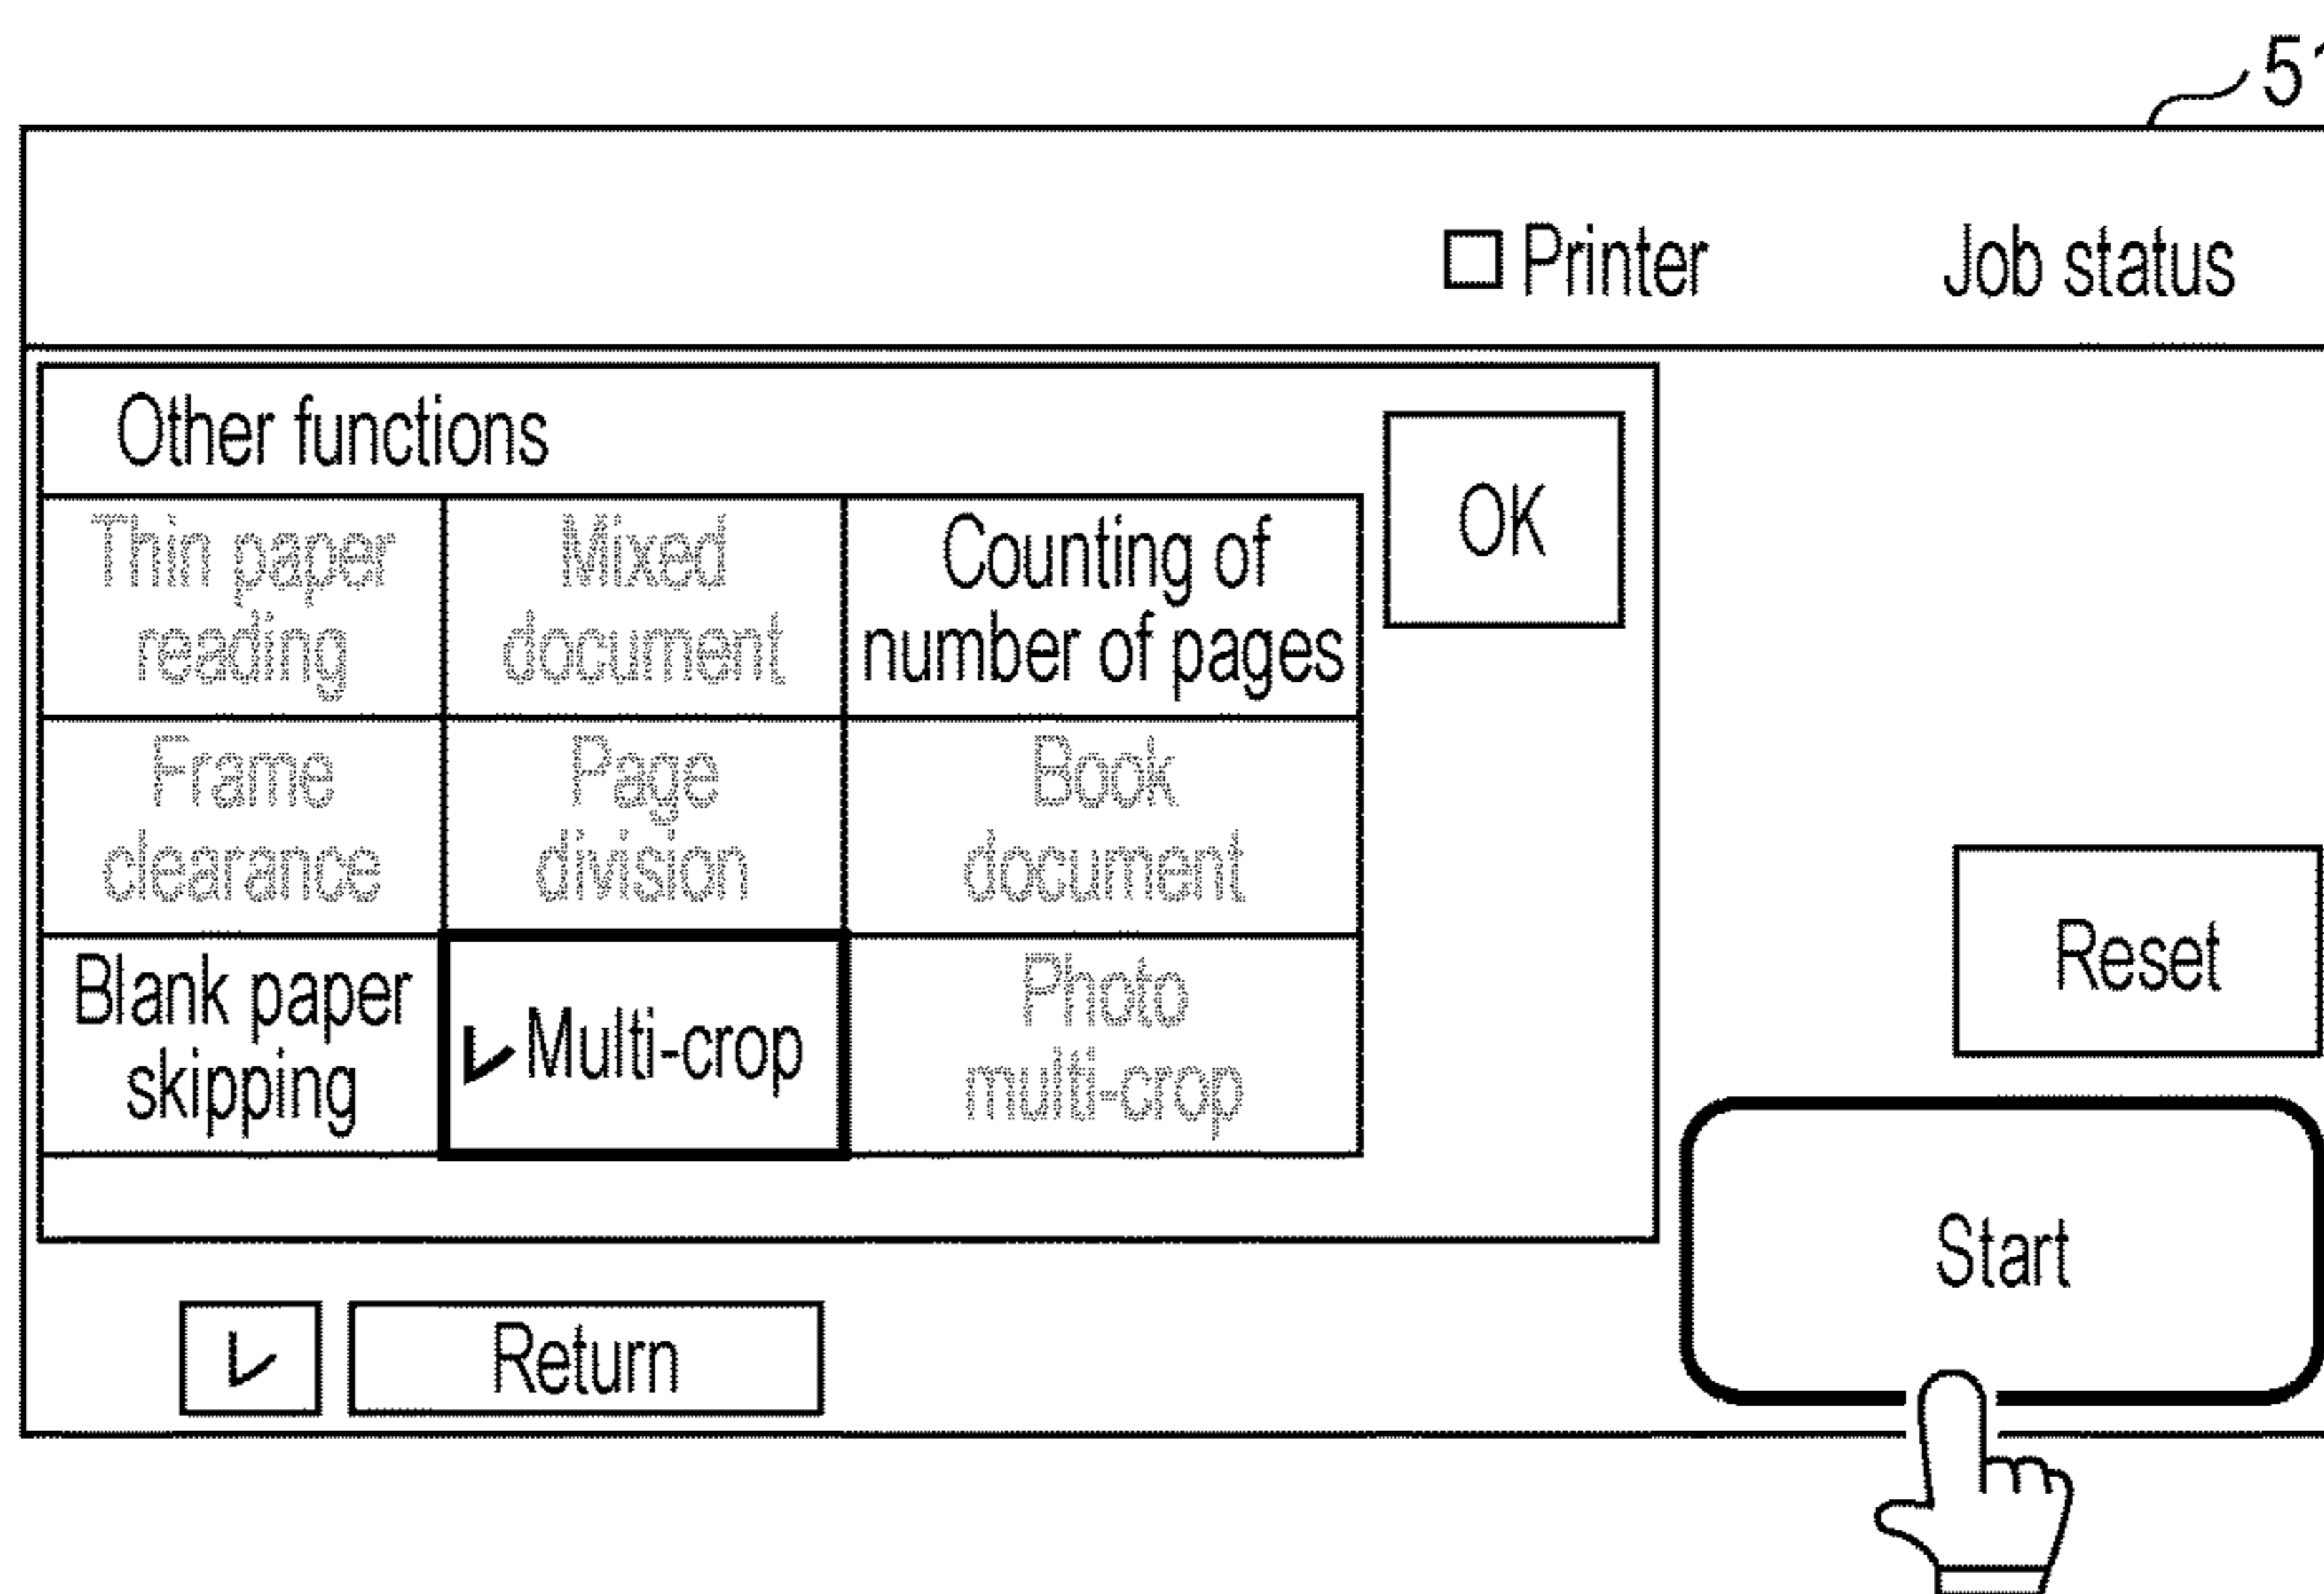 51
Printer Job status
Other functions
OK
Thin paper
reading
Mixed
document
Counting of
number of pages
Frame
clearance
Page
division
Book
document
Blank paper
skipping
Multi-crop
Photo
multi-crop
Reset
Start
Return